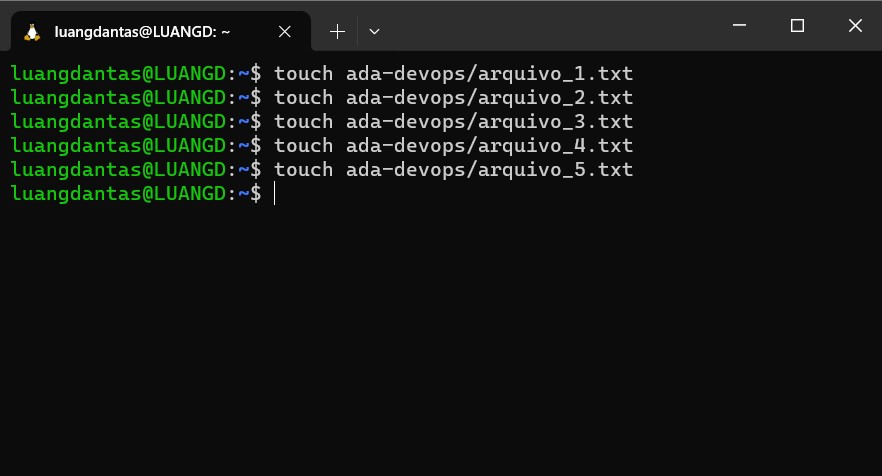 luangdantas@LUANGD: ~
luangdantas@LUANGD:~$ touch ada-devops/arquivo_1.txt
luangdantas@LUANGD:~$ touch ada-devops/arquivo_2.txt
luangdantas@LUANGD:~$ touch ada-devops/arquivo_3.txt
luangdantas@LUANGD:~$ touch ada-devops/arquivo_4.txt
luangdantas@LUANGD:~$ touch ada-devops/arquivo_5.txt
luangdantas@LUANGD:~$